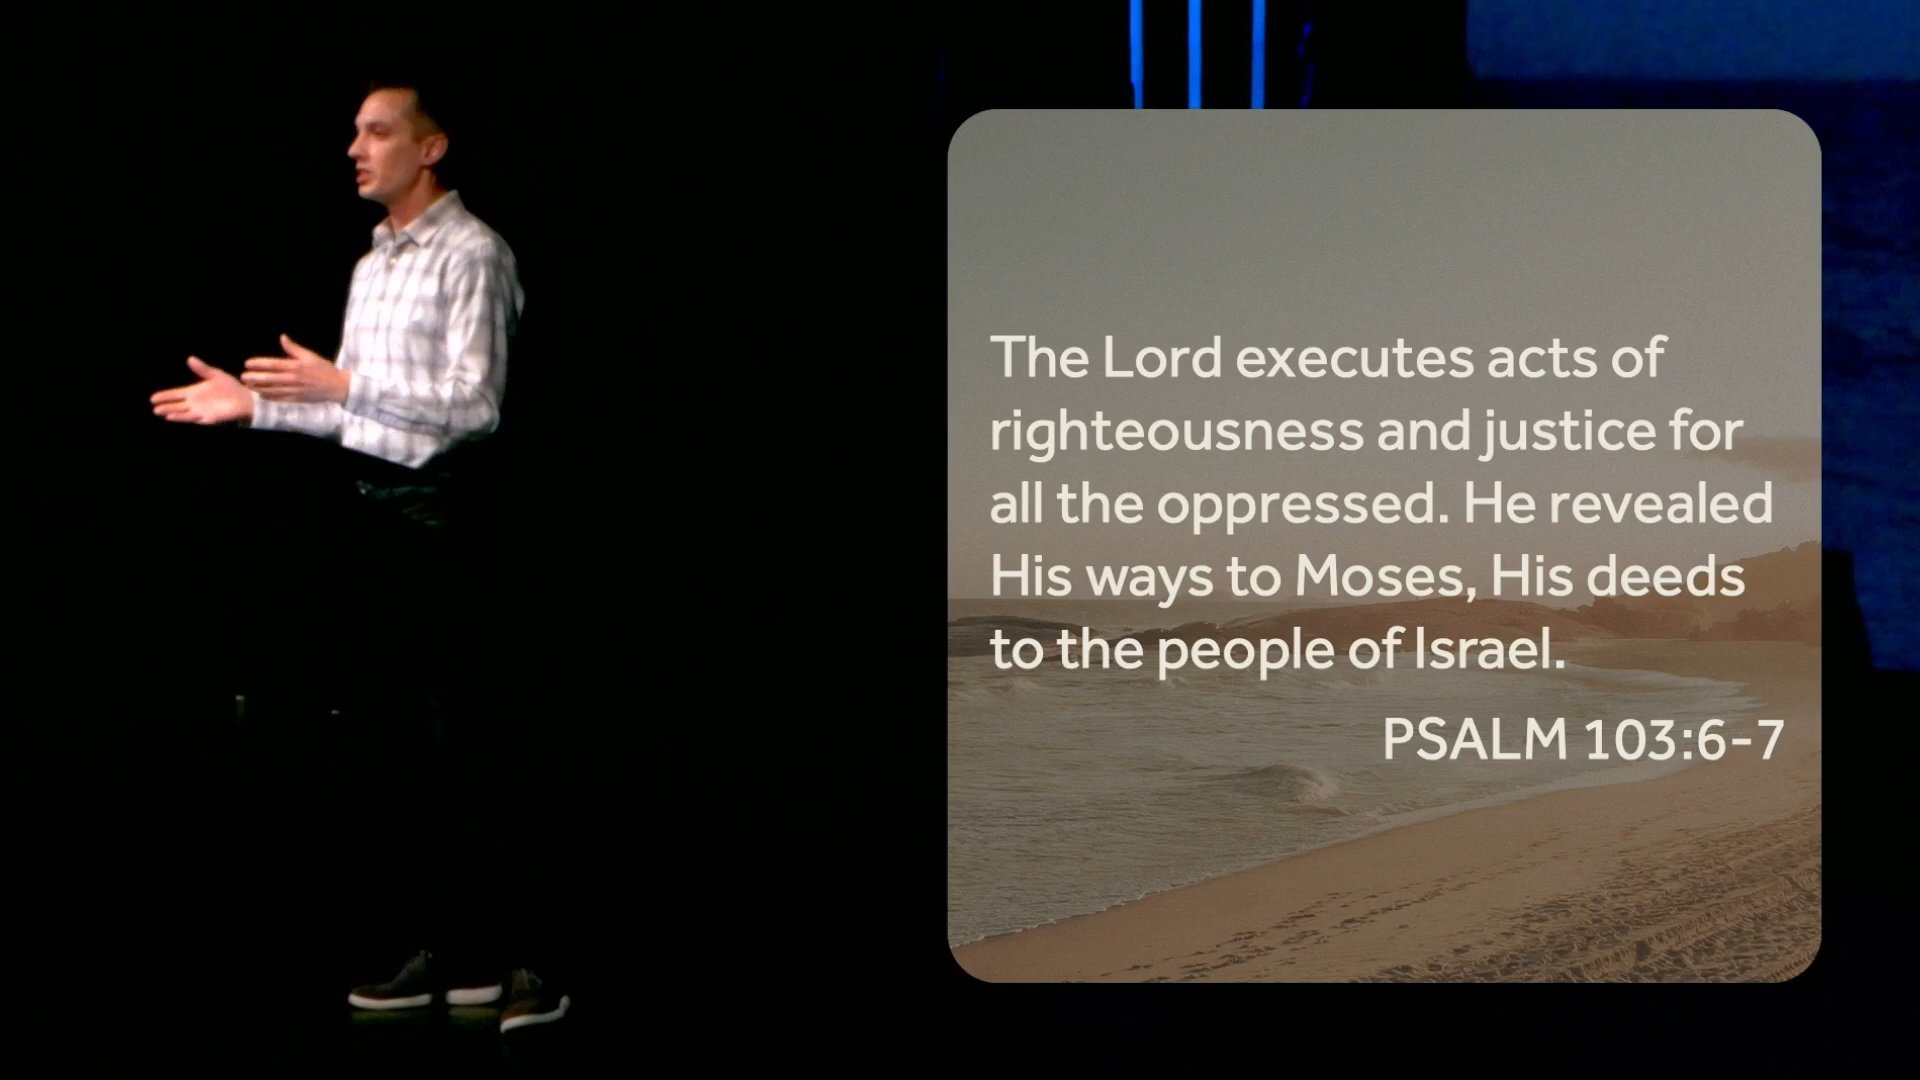 The Lord executes acts of
righteousness and justice for
all the oppressed. He revealed
His ways to Moses, His deeds
to the people of Israel.
PSALM 103:6-7